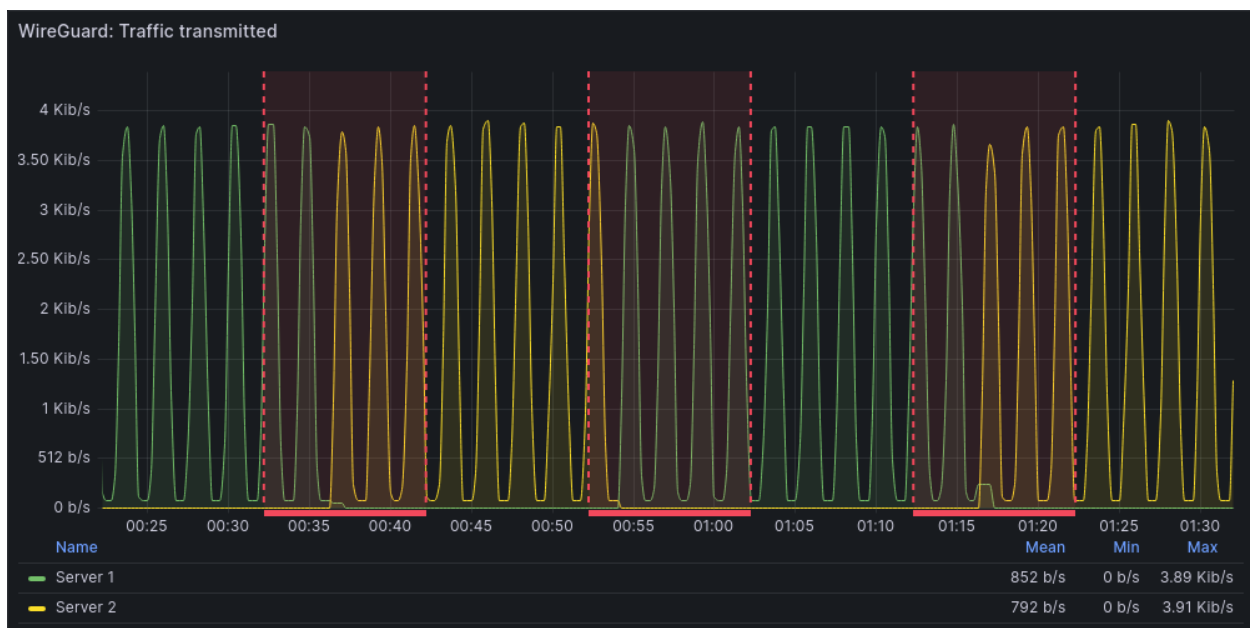 WireGuard: Traffic transmitted
4 Kib/s
3.50 Kib/s
3 Kib/s
2.50 Kib/s
2 Kib/s
1.50 Kib/s
1 Kib/s
512 b/s
0 b/s
00:25 00:30 00:35 00:40 00:45 00:50 00:55 01:00 01:05 01:10 01:15 01:20 01:25 01:30
Name Mean Min Max
Server 1 852 b/s 0 b/s 3.89 Kib/s
Server 2 792 b/s 0 b/s 3.91 Kib/s